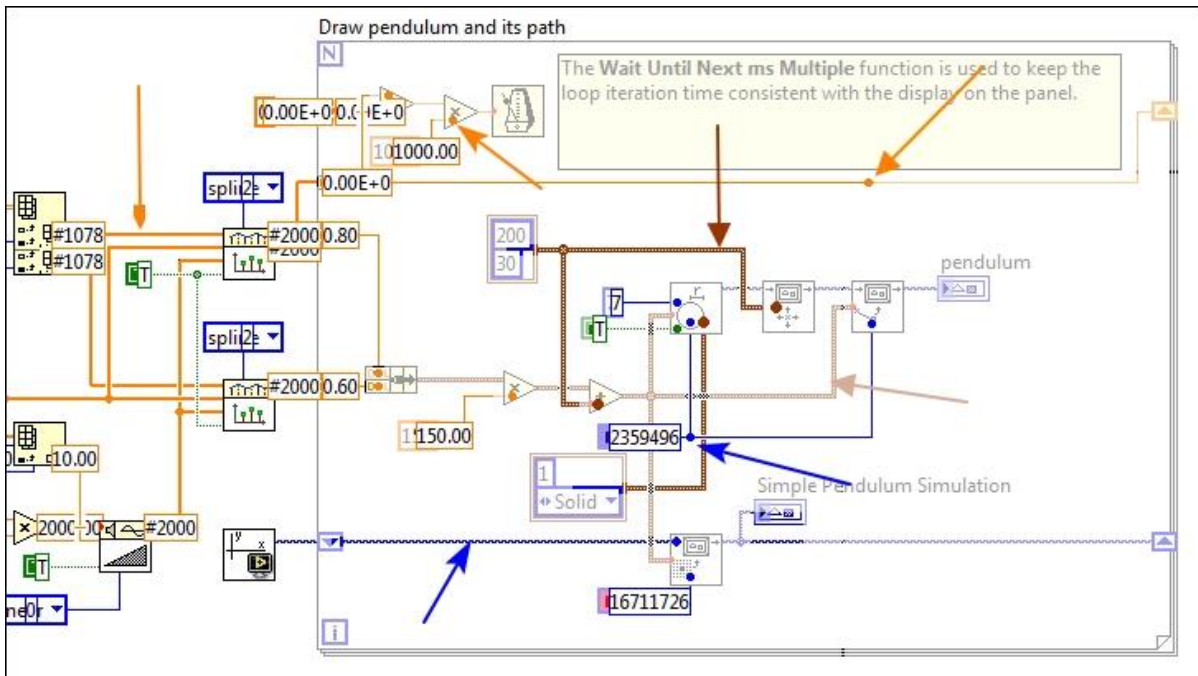 Draw pendulum and its path
N
The Wait Until Next ms Multiple function is used to keep the
loop iteration time consistent with the display on the panel.
1000.00
0.00E+0
#1078
#2000
0.80
#1078
T
200
30
pendulum
7
r
T
#2000
0.60
150.00
2359496
10.00
1
Solid
Simple Pendulum Simulation
#2000
y
x
T
16711726
i